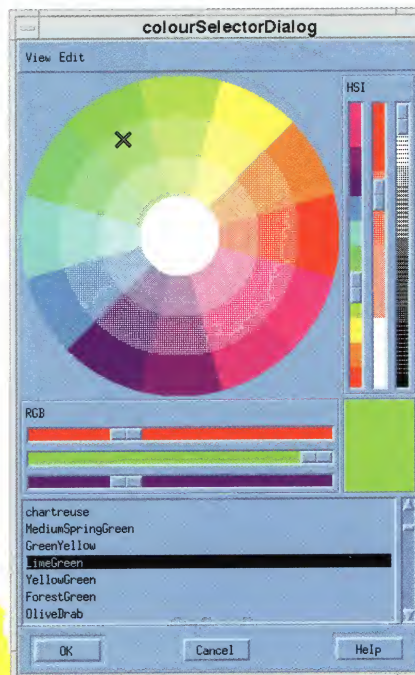 colourSelectorDialog
View Edit
HSI
RGB
chartreuse
MediumSpringGreen
GreenYellow
LimeGreen
YellowGreen
ForestGreen
OliveDrab
OK
Cancel
Help